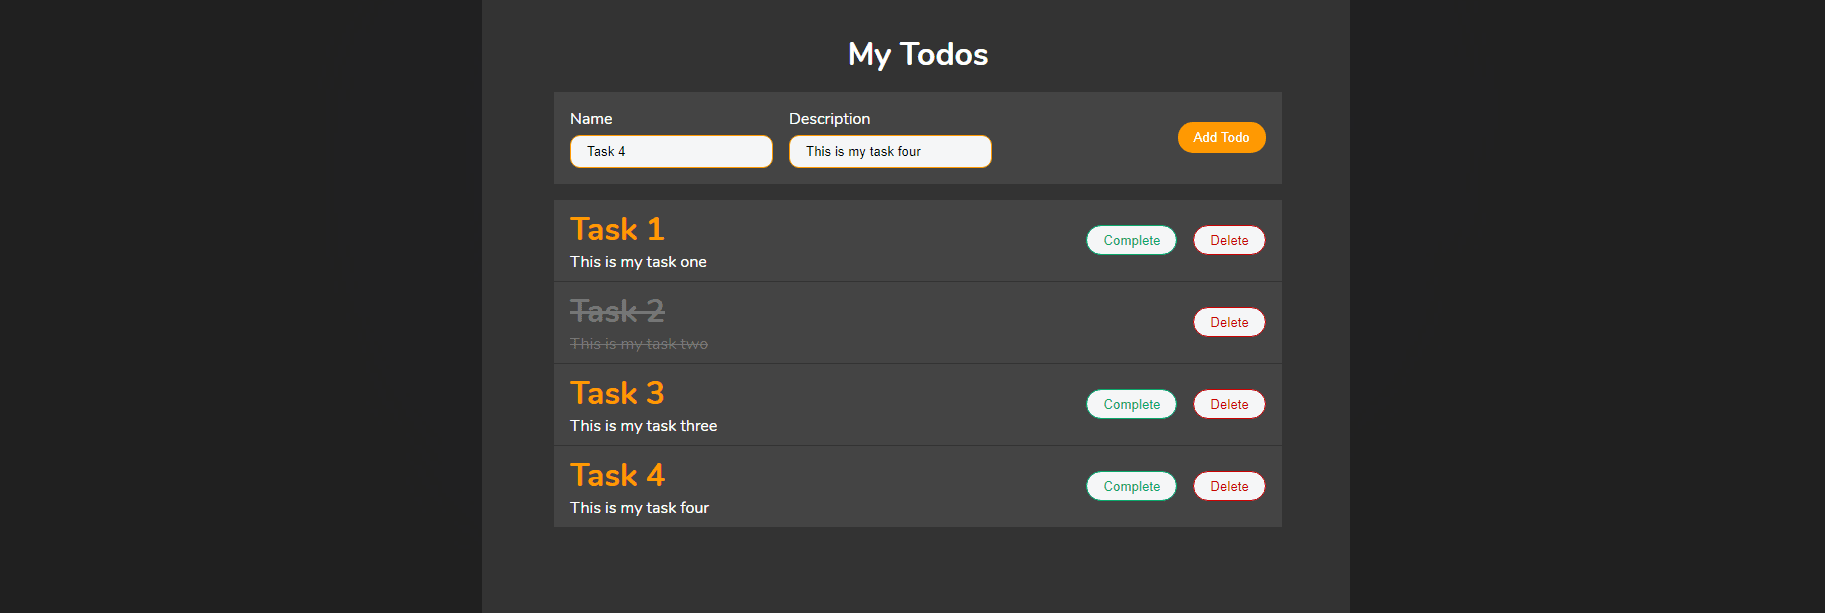 My Todos
Name Description
Task 4 This is my task four Add Todo
Task 1
This is my task one
Complete Delete
Task 2
This is my task two
Delete
Task 3
This is my task three
Complete Delete
Task 4
This is my task four
Complete Delete